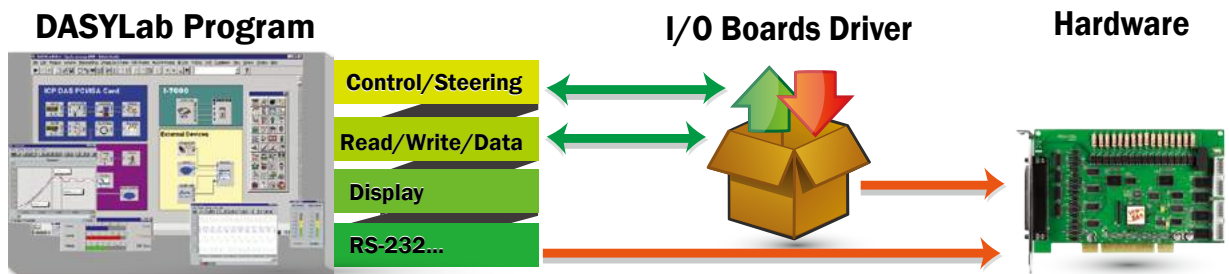 DASYLab Program
I/O Boards Driver
Hardware
Control/Steering
Read/Write/Data
Display
RS-232...
ICP DAS PCI/ISA Card
I-7000
External Devices